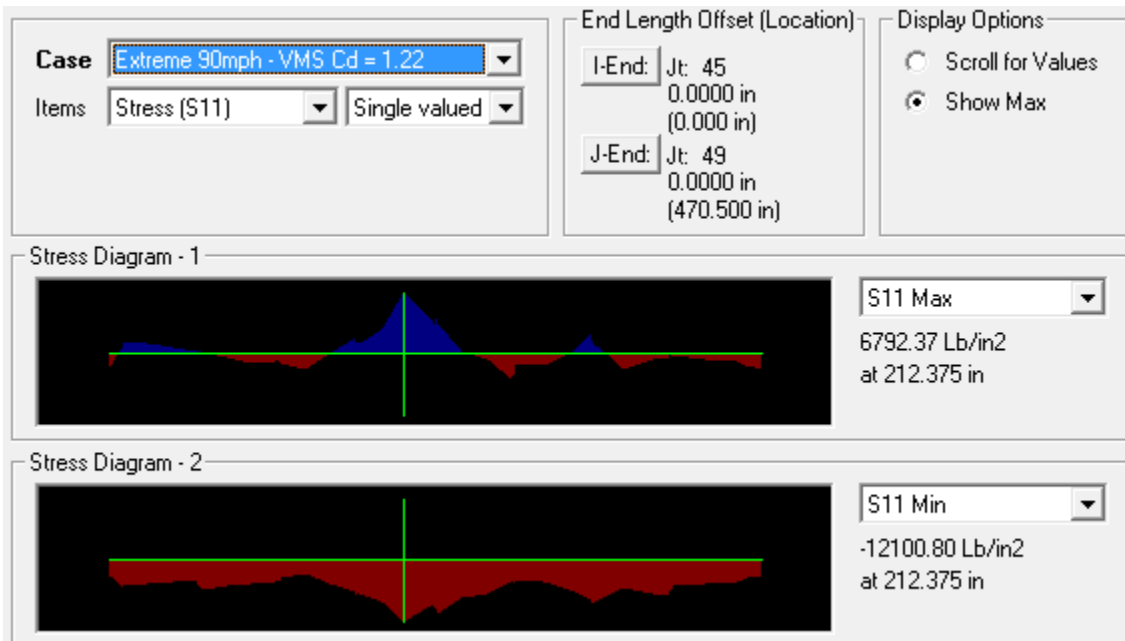 Case Extreme 90mph - VMS Cd = 1.22
Items Stress (S11) Single valued
End Length Offset (Location)
I-End: Jt: 45
0.0000 in
(0.000 in)
J-End: Jt: 49
0.0000 in
(470.500 in)
Display Options
Scroll for Values
Show Max
Stress Diagram - 1
S11 Max
6792.37 Lb/in2
at 212.375 in
Stress Diagram - 2
S11 Min
-12100.80 Lb/in2
at 212.375 in